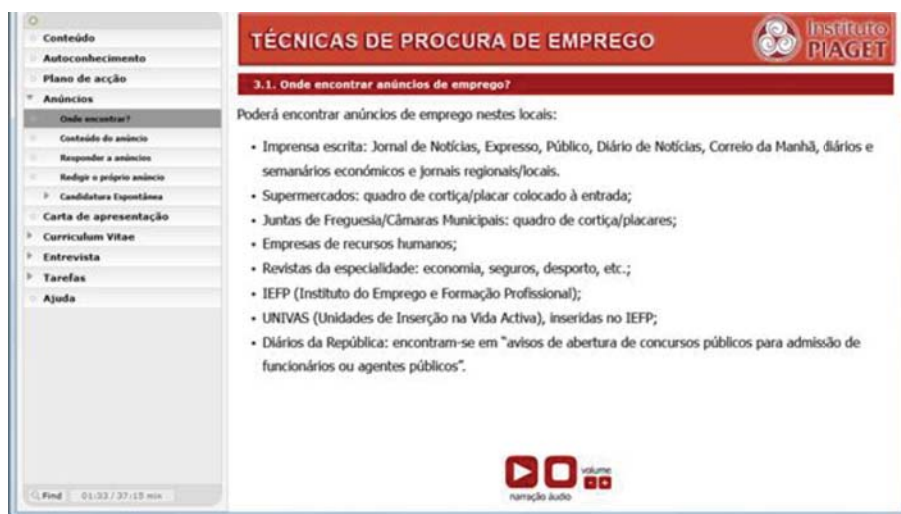 Conteúdo
Autoconhecimento
Plano de acção
Anúncios
Onde encontrar?
Conteúdo do anúncio
Responder a anúncios
Redigir o próprio anúncio
Candidatura Espontânea
Carta de apresentação
Curriculum Vitae
Entrevista
Tarefas
Ajuda
Find 01:33 / 37:15 min
TÉCNICAS DE PROCURA DE EMPREGO
Instituto
PIAGET
3.1. Onde encontrar anúncios de emprego?
Poderá encontrar anúncios de emprego nestes locais:
• Imprensa escrita: Jornal de Notícias, Expresso, Público, Diário de Notícias, Correio da Manhã, diários e
semanários económicos e jornais regionais/locais.
• Supermercados: quadro de cortiça/placar colocado à entrada;
• Juntas de Freguesia/Câmaras Municipais: quadro de cortiça/placares;
• Empresas de recursos humanos;
• Revistas da especialidade: economia, seguros, desporto, etc.;
• IEFP (Instituto do Emprego e Formação Profissional);
• UNIVAS (Unidades de Inserção na Vida Activa), inseridas no IEFP;
• Diários da República: encontram-se em "avisos de abertura de concursos públicos para admissão de
funcionários ou agentes públicos".
volume
narração áudio